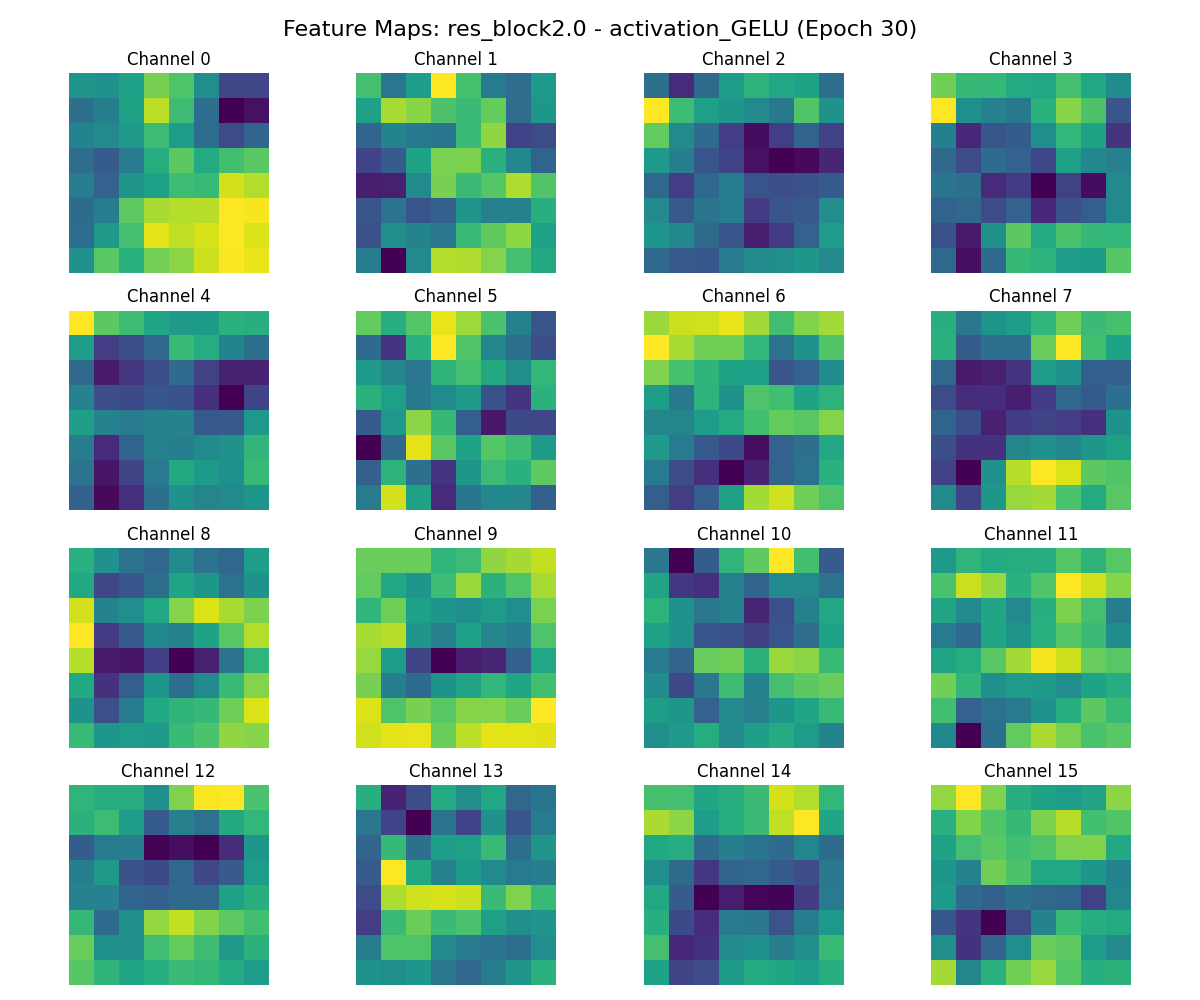 Feature Maps: res_block2.0 - activation_GELU (Epoch 30)
Channel 0
Channel 1
Channel 2
Channel 3
Channel 4
Channel 5
Channel 6
Channel 7
Channel 8
Channel 9
Channel 10
Channel 11
Channel 12
Channel 13
Channel 14
Channel 15